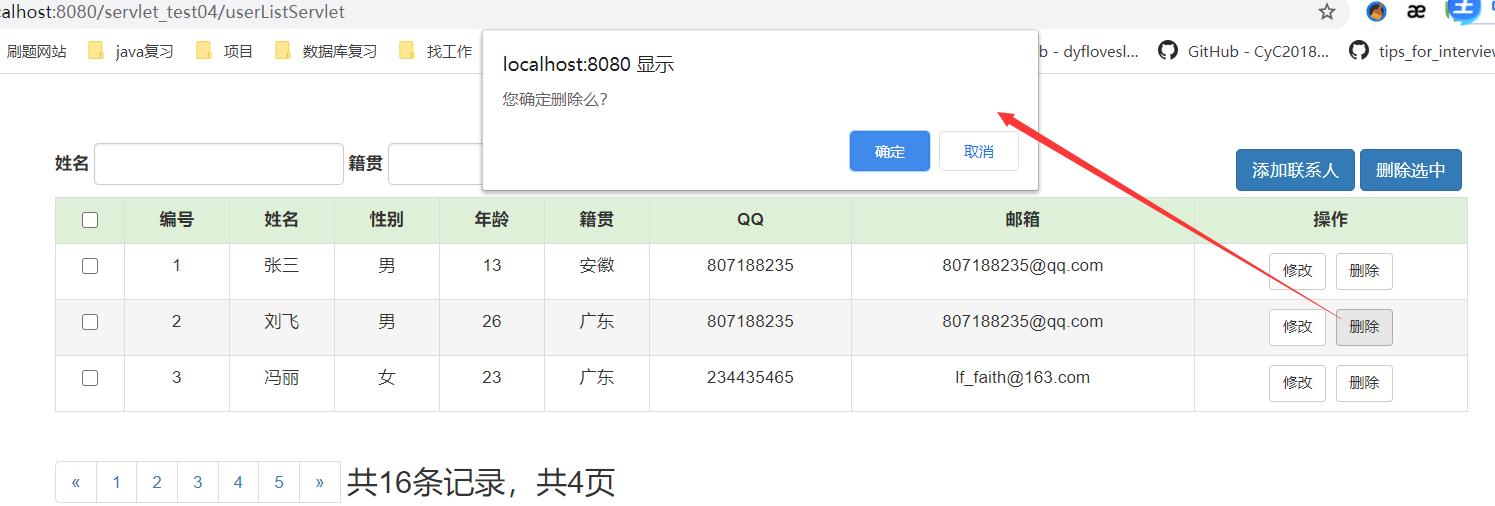 calhost:8080/servlet_test04/userListServlet
刷题网站 java复习 项目 数据库复习 找工作 b - dyflovesl... GitHub - CyC2018... tips_for_interview
localhost:8080 显示
您确定删除么?
确定 取消
姓名 籍贯 添加联系人 删除选中
编号 姓名 性别 年龄 籍贯 QQ 邮箱 操作
1 张三 男 13 安徽 807188235 807188235@qq.com 修改 删除
2 刘飞 男 26 广东 807188235 807188235@qq.com 修改 删除
3 冯丽 女 23 广东 234435465 lf_faith@163.com 修改 删除
« 1 2 3 4 5 » 共16条记录，共4页